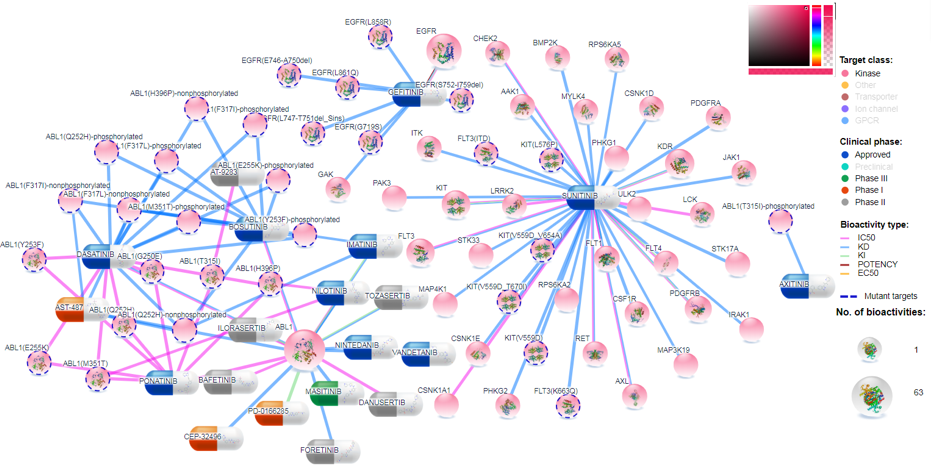 EGFR(L858R)
EGFR
CHEK2
BMP2K
RPS6KA5
EGFR(E746-A750del)
EGFR(L861Q)
EGFR(S752-I759del)
GEFITINIB
AAK1
MYLK4
CSNK1D
PDGFRA
ABL1(H396P)-nonphosphorylated
(F317I)-phosphorylated
FR(L747-T751del_Sins)
EGFR(G719S)
ABL1(Q252H)-phosphorylated
(F317L)-phosphorylated
ITK
FLT3(ITD)
KIT(L576P)
PHKG1
KDR
JAK1
ABL1(E255K)-phosphorylated
AT-9283
GAK
PAK3
KIT
LRRK2
SUNITINIB
ULK2
LCK
ABL1(T315I)-phosphorylated
ABL1(F317I)-nonphosphorylated
ABL1(F317L)-nonphosphorylated
ABL1(M351T)-phosphorylated
ABL1(Y253F)-phosphorylated
BOSUTINIB
IMATINIB
FLT3
STK33
KIT(V559D_V654A)
FLT1
FLT4
STK17A
ABL1(Y253F)
DASATINIB
ABL1(G250E)
ABL1(T315I)
ABL1(H396P)
NILOTINIB
TOZASERTIB
MAP4K1
KIT(V559D_T670I)
RPS6KA2
PDGFRB
AXITINIB
AST-487
ABL1(Q252H)
ABL1(Q252H)-nonphosphorylated
ILORASERTIB
ABL1
CSF1R
IRAK1
ABL1(E255K)
ABL1(M351T)
PONATINIB
BAFETINIB
NINTEDANIB
VANDETANIB
CSNK1E
KIT(V559D)
RET
MAP3K19
MASITINIB
DANUSERTIB
CSNK1A1
PHKG2
FLT3(K663Q)
AXL
PD-0166285
CEP-32496
FORETINIB
Target class:
Kinase
Other
Transporter
Ion channel
GPCR
Clinical phase:
Approved
Preclinical
Phase III
Phase I
Phase II
Bioactivity type:
IC50
KD
KI
POTENCY
EC50
Mutant targets
No. of bioactivities:
1
63